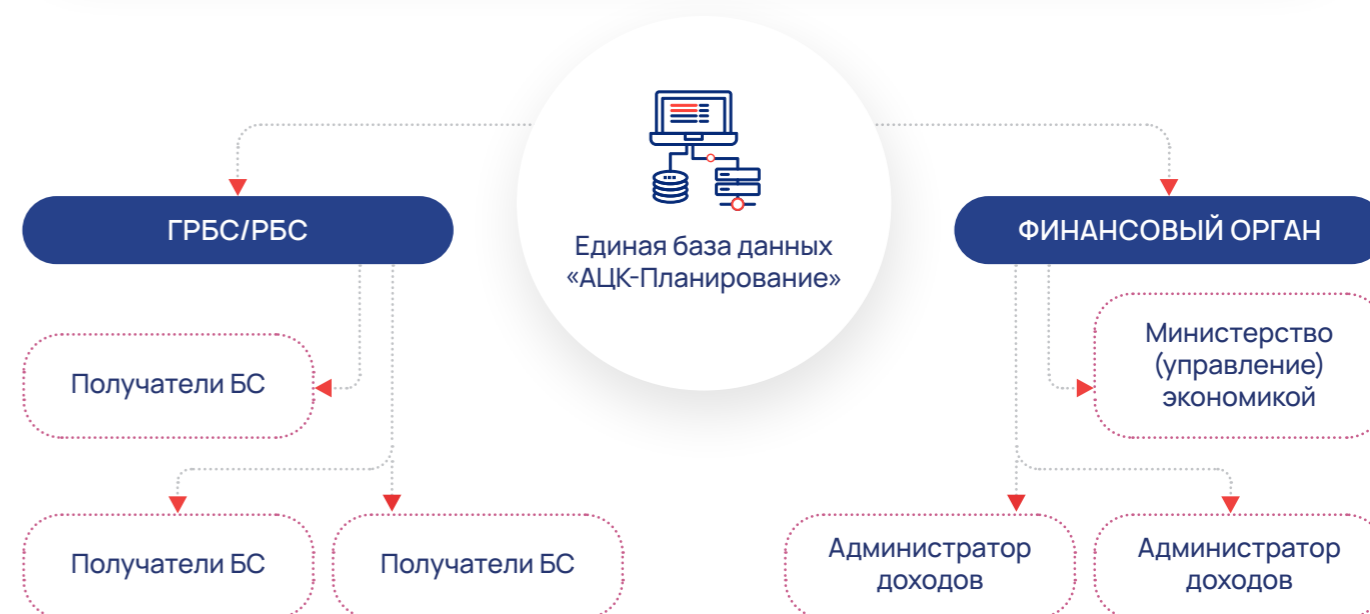 Единая база данных
«АЦК-Планирование»
ГРБС/РБС
ФИНАНСОВЫЙ ОРГАН
Получатели БС
Министерство
(управление)
экономикой
Получатели БС
Получатели БС
Администратор
доходов
Администратор
доходов